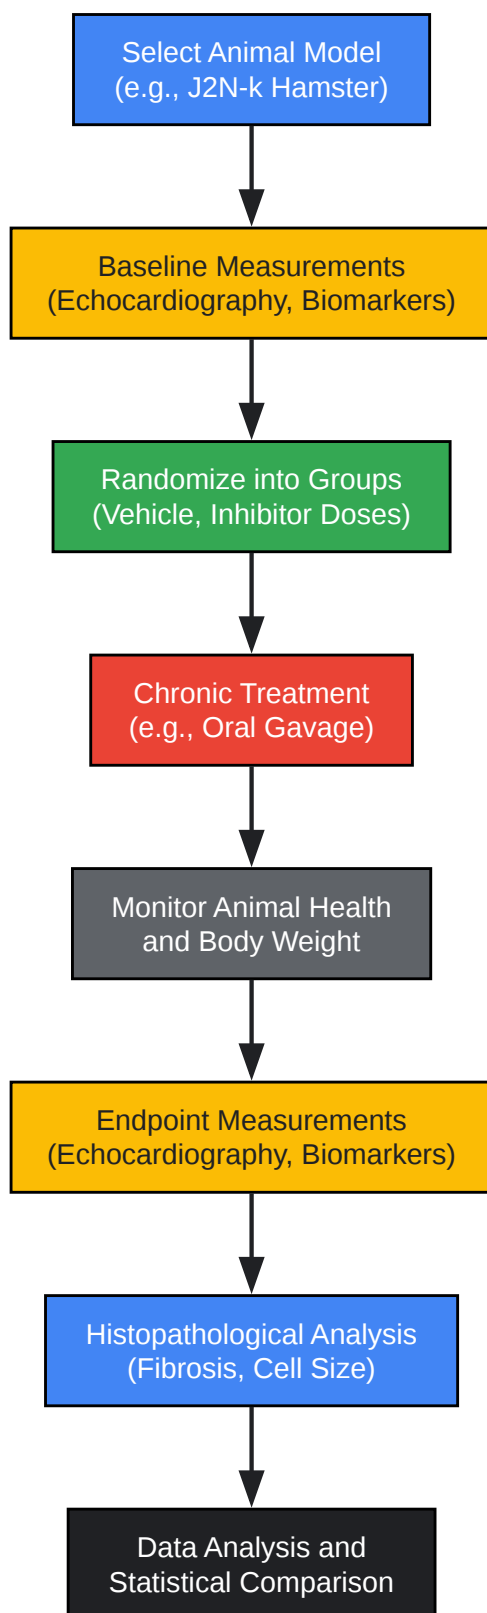 Select Animal Model
(e.g., J2N-k Hamster)
Baseline Measurements
(Echocardiography, Biomarkers)
Randomize into Groups
(Vehicle, Inhibitor Doses)
Chronic Treatment
(e.g., Oral Gavage)
Monitor Animal Health
and Body Weight
Endpoint Measurements
(Echocardiography, Biomarkers)
Histopathological Analysis
(Fibrosis, Cell Size)
Data Analysis and
Statistical Comparison